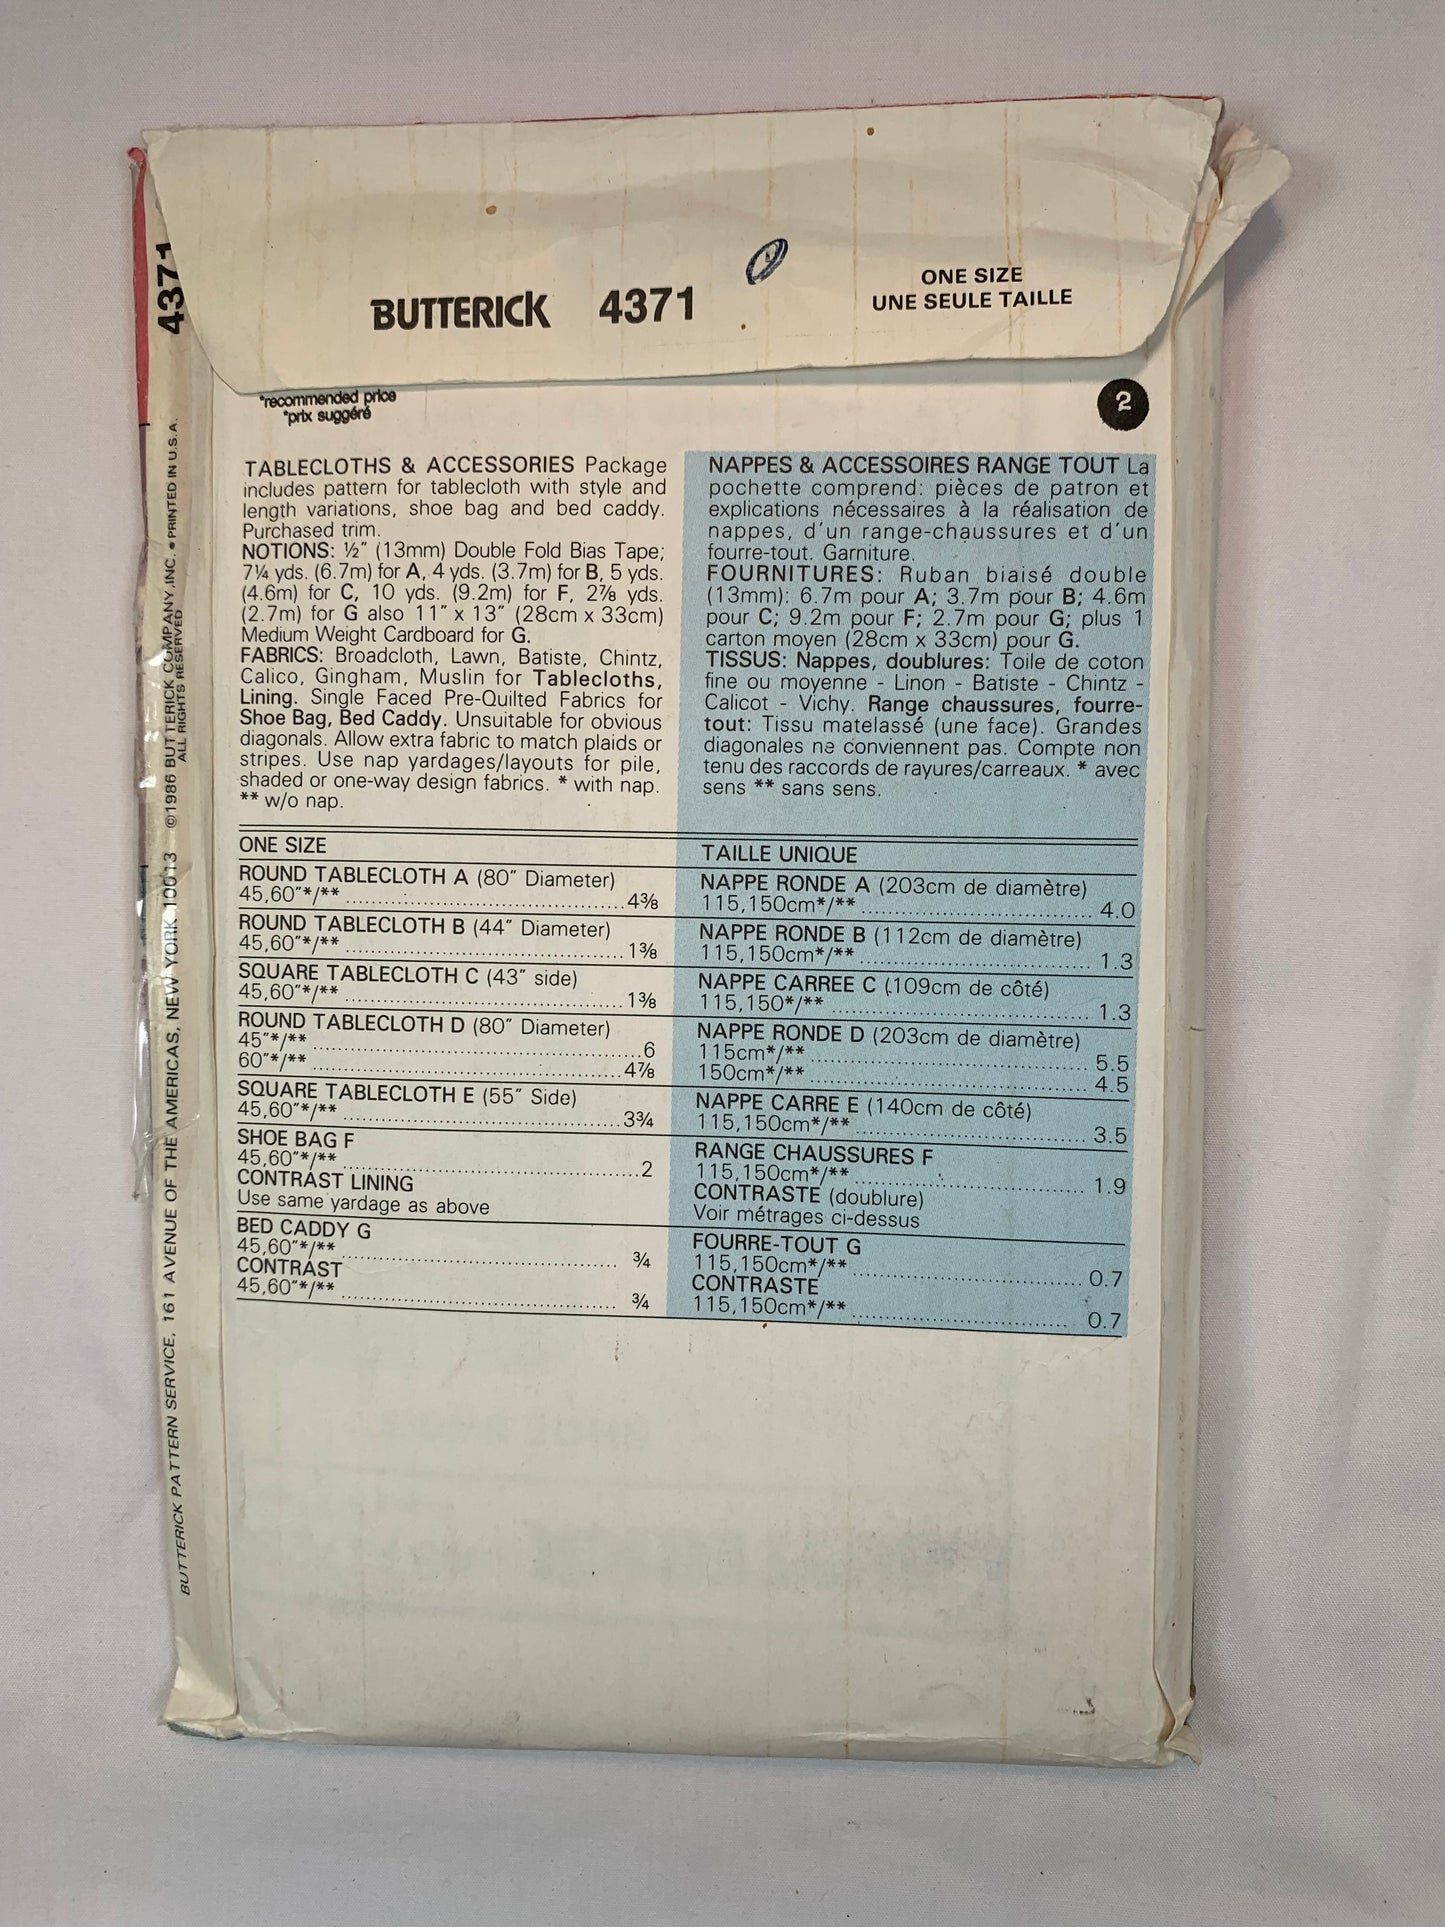 BUTTERICK 4371
ONE SIZE
UNE SEULE TAILLE
*recommended price
*prix suggéré
2
TABLECLOTHS & ACCESSORIES Package
includes pattern for tablecloth with style and
length variations, shoe bag and bed caddy.
Purchased trim.
NOTIONS: ½" (13mm) Double Fold Bias Tape;
7¼ yds. (6.7m) for A, 4 yds. (3.7m) for B, 5 yds.
(4.6m) for C, 10 yds. (9.2m) for F, 2⅞ yds.
(2.7m) for G also 11" x 13" (28cm x 33cm)
Medium Weight Cardboard for G.
FABRICS: Broadcloth, Lawn, Batiste, Chintz,
Calico, Gingham, Muslin for Tablecloths,
Lining. Single Faced Pre-Quilted Fabrics for
Shoe Bag, Bed Caddy. Unsuitable for obvious
diagonals. Allow extra fabric to match plaids or
stripes. Use nap yardages/layouts for pile,
shaded or one-way design fabrics. * with nap.
** w/o nap.
ONE SIZE
ROUND TABLECLOTH A (80" Diameter)
45,60"*/** 4⅜
ROUND TABLECLOTH B (44" Diameter)
45,60"*/** 1⅜
SQUARE TABLECLOTH C (43" side)
45,60"*/** 1⅜
ROUND TABLECLOTH D (80" Diameter)
45"*/** 6
60"*/** 4⅞
SQUARE TABLECLOTH E (55" Side)
45,60"*/** 3¾
SHOE BAG F
45,60"*/** 2
CONTRAST LINING
Use same yardage as above
BED CADDY G
45,60"*/** ¾
CONTRAST
45,60"*/** ¾
NAPPES & ACCESSOIRES RANGE TOUT La
pochette comprend: pièces de patron et
explications nécessaires à la réalisation de
nappes, d'un range-chaussures et d'un
fourre-tout. Garniture.
FOURNITURES: Ruban biaisé double
(13mm): 6.7m pour A; 3.7m pour B; 4.6m
pour C; 9.2m pour F; 2.7m pour G; plus 1
carton moyen (28cm x 33cm) pour G.
TISSUS: Nappes, doublures: Toile de coton
fine ou moyenne - Linon - Batiste - Chintz -
Calicot - Vichy. Range chaussures, fourre-
tout: Tissu matelassé (une face). Grandes
diagonales ne conviennent pas. Compte non
tenu des raccords de rayures/carreaux. * avec
sens ** sans sens.
TAILLE UNIQUE
NAPPE RONDE A (203cm de diamètre)
115,150cm*/** 4.0
NAPPE RONDE B (112cm de diamètre)
115,150cm*/** 1.3
NAPPE CARREE C (109cm de côté)
115,150*/** 1.3
NAPPE RONDE D (203cm de diamètre)
115cm*/** 5.5
150cm*/** 4.5
NAPPE CARRE E (140cm de côté)
115,150cm*/** 3.5
RANGE CHAUSSURES F
115,150cm*/** 1.9
CONTRASTE (doublure)
Voir métrages ci-dessus
FOURRE-TOUT G
115,150cm*/** 0.7
CONTRASTE
115,150cm*/** 0.7
4371
BUTTERICK PATTERN SERVICE, 161 AVENUE OF THE AMERICAS, NEW YORK 10013 ©1986 BUTTERICK COMPANY, INC. • PRINTED IN U.S.A.
ALL RIGHTS RESERVED